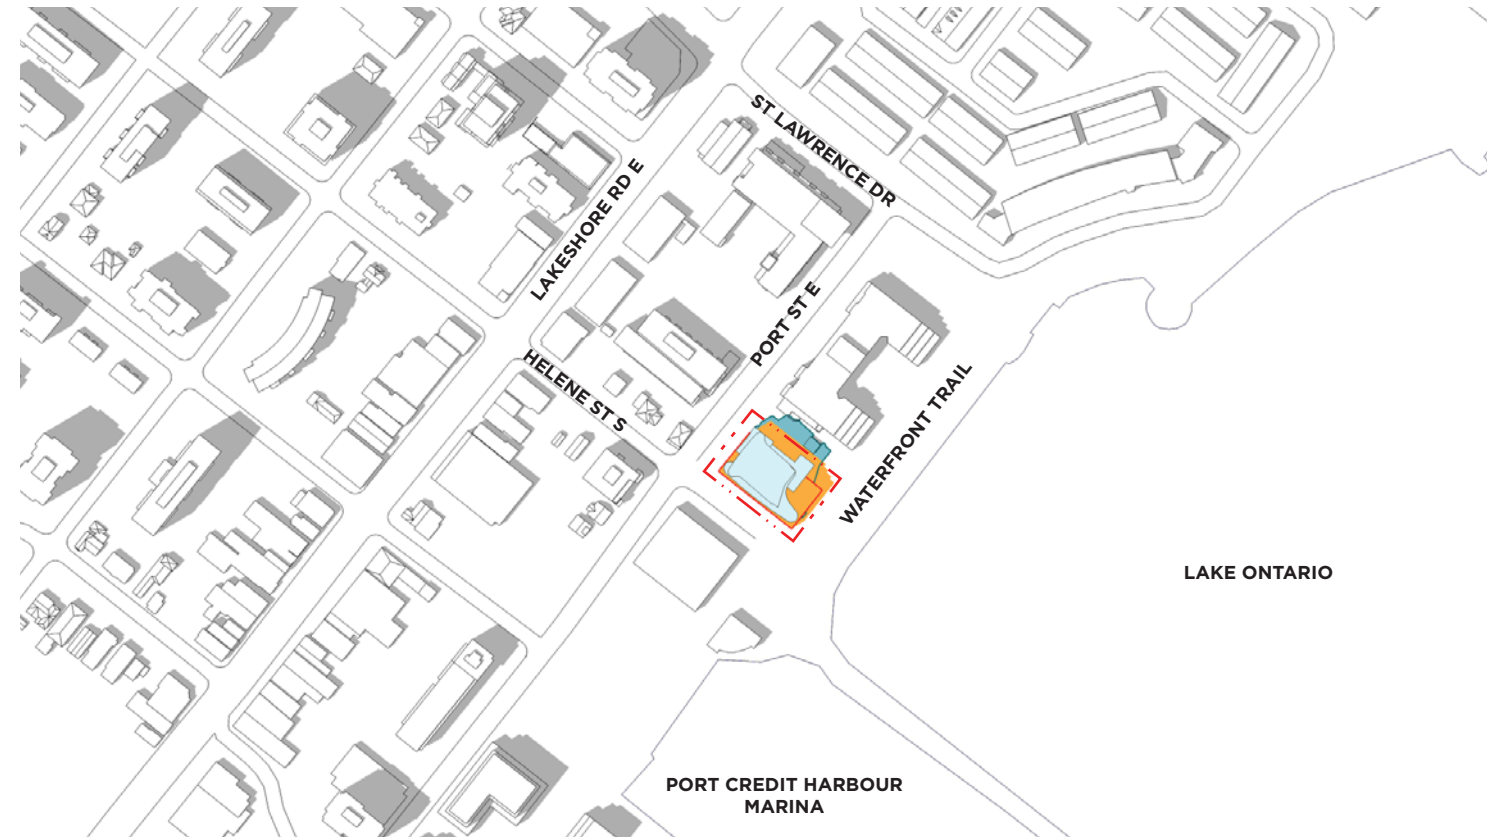 ST LAWRENCE DR
LAKESHORE RD E
PORT ST E
HELENE ST S
WATERFRONT TRAIL
LAKE ONTARIO
PORT CREDIT HARBOUR
MARINA